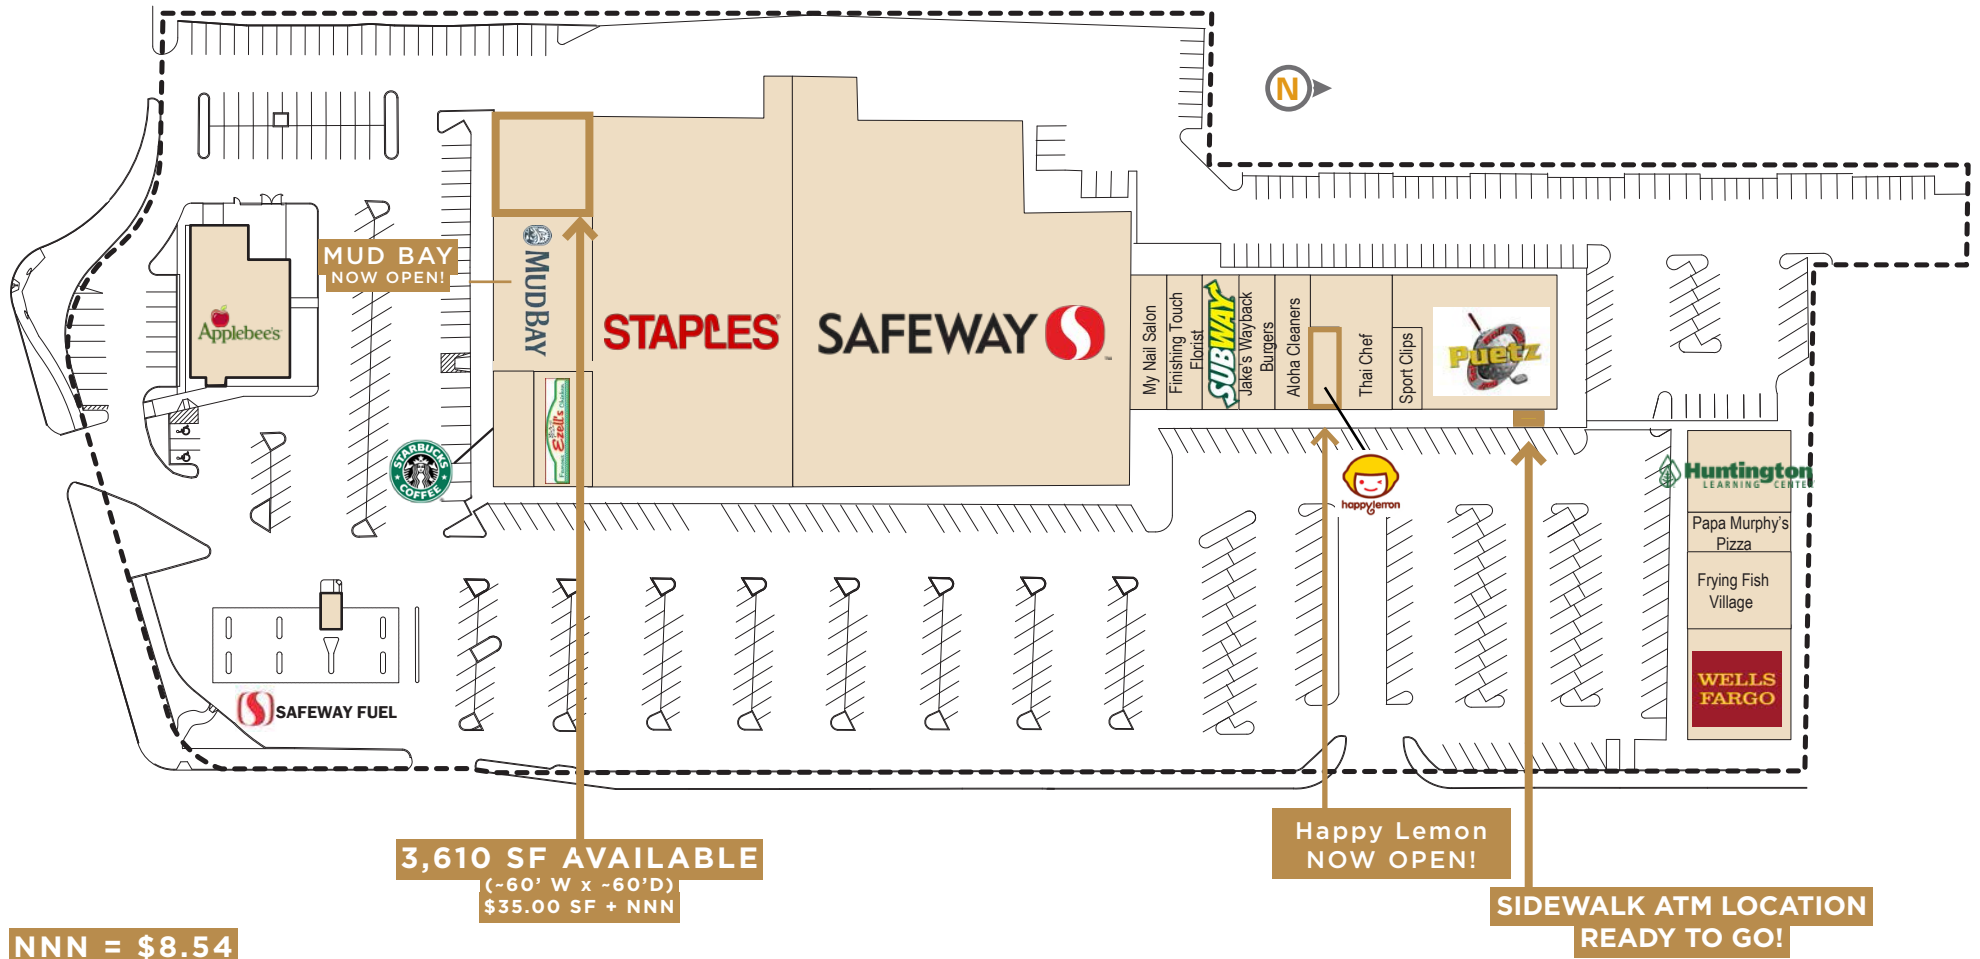 N
MUD BAY
NOW OPEN!
MUDBAY
Applebee's
STAPLES
SAFEWAY
My Nail Salon
Finishing Touch
Florist
SUBWAY
Jake's Wayback
Burgers
Aloha Cleaners
Thai Chef
Sport Clips
Puetz
STARBUCKS
COFFEE
Famous Ezell's Chicken
happylemon
Huntington
LEARNING CENTER
Papa Murphy's
Pizza
Frying Fish
Village
WELLS
FARGO
SAFEWAY FUEL
3,610 SF AVAILABLE
(~60' W x ~60'D)
$35.00 SF + NNN
Happy Lemon
NOW OPEN!
SIDEWALK ATM LOCATION
READY TO GO!
NNN = $8.54